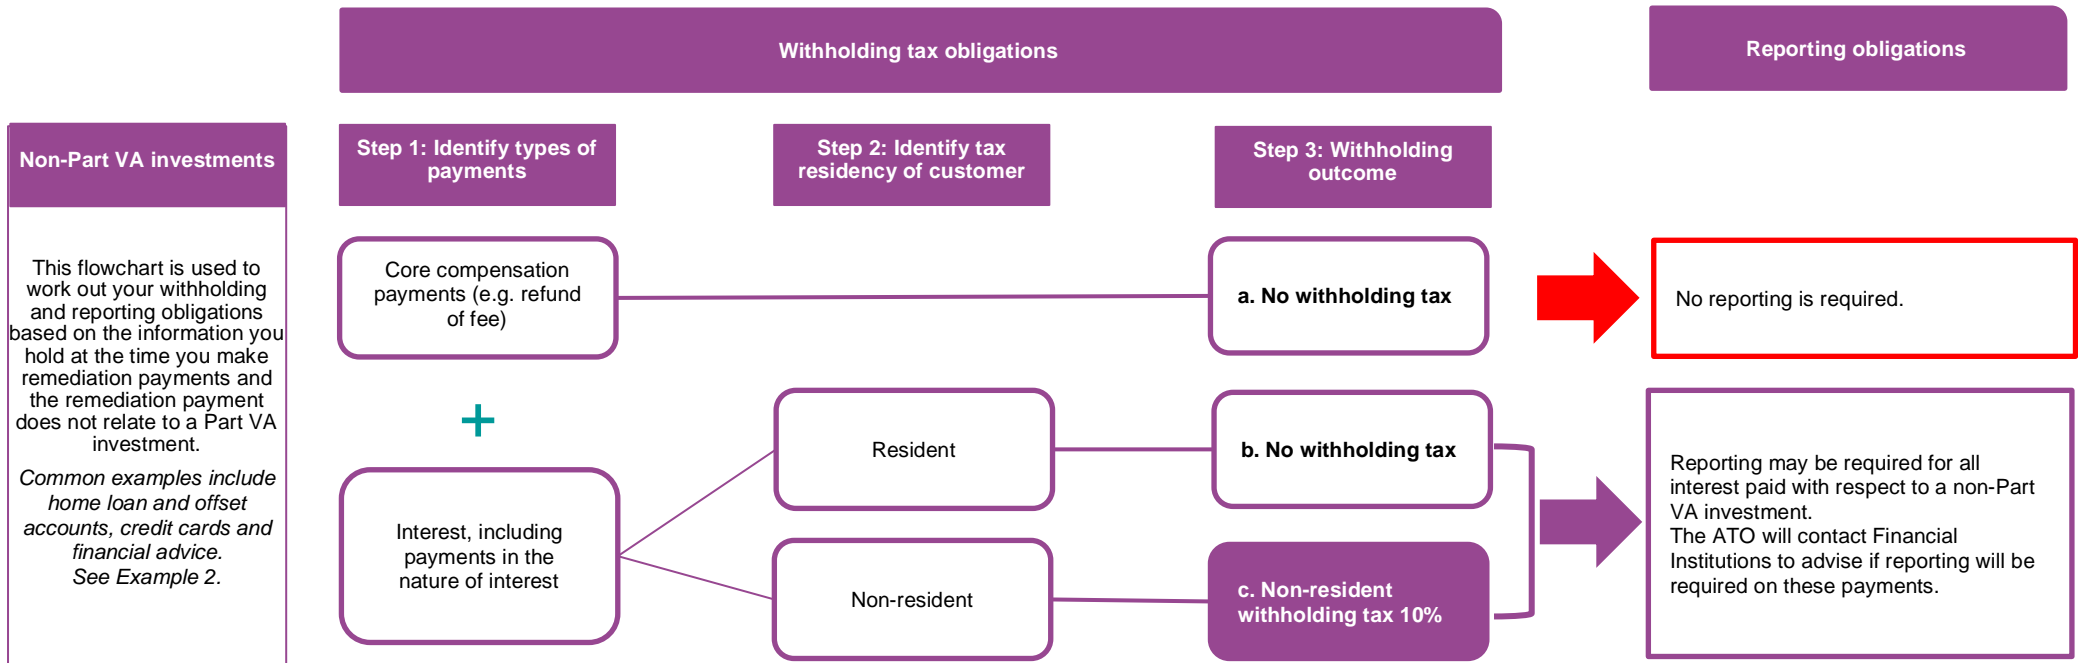 Withholding tax obligations
Reporting obligations
Non-Part VA investments
Step 1: Identify types of
payments
Step 2: Identify tax
residency of customer
Step 3: Withholding
outcome
This flowchart is used to
work out your withholding
and reporting obligations
based on the information you
hold at the time you make
remediation payments and
the remediation payment
does not relate to a Part VA
investment.
Common examples include
home loan and offset
accounts, credit cards and
financial advice.
See Example 2.
Core compensation
payments (e.g. refund
of fee)
a. No withholding tax
No reporting is required.
+
Interest, including
payments in the
nature of interest
Resident
b. No withholding tax
Non-resident
c. Non-resident
withholding tax 10%
Reporting may be required for all
interest paid with respect to a non-Part
VA investment.
The ATO will contact Financial
Institutions to advise if reporting will be
required on these payments.